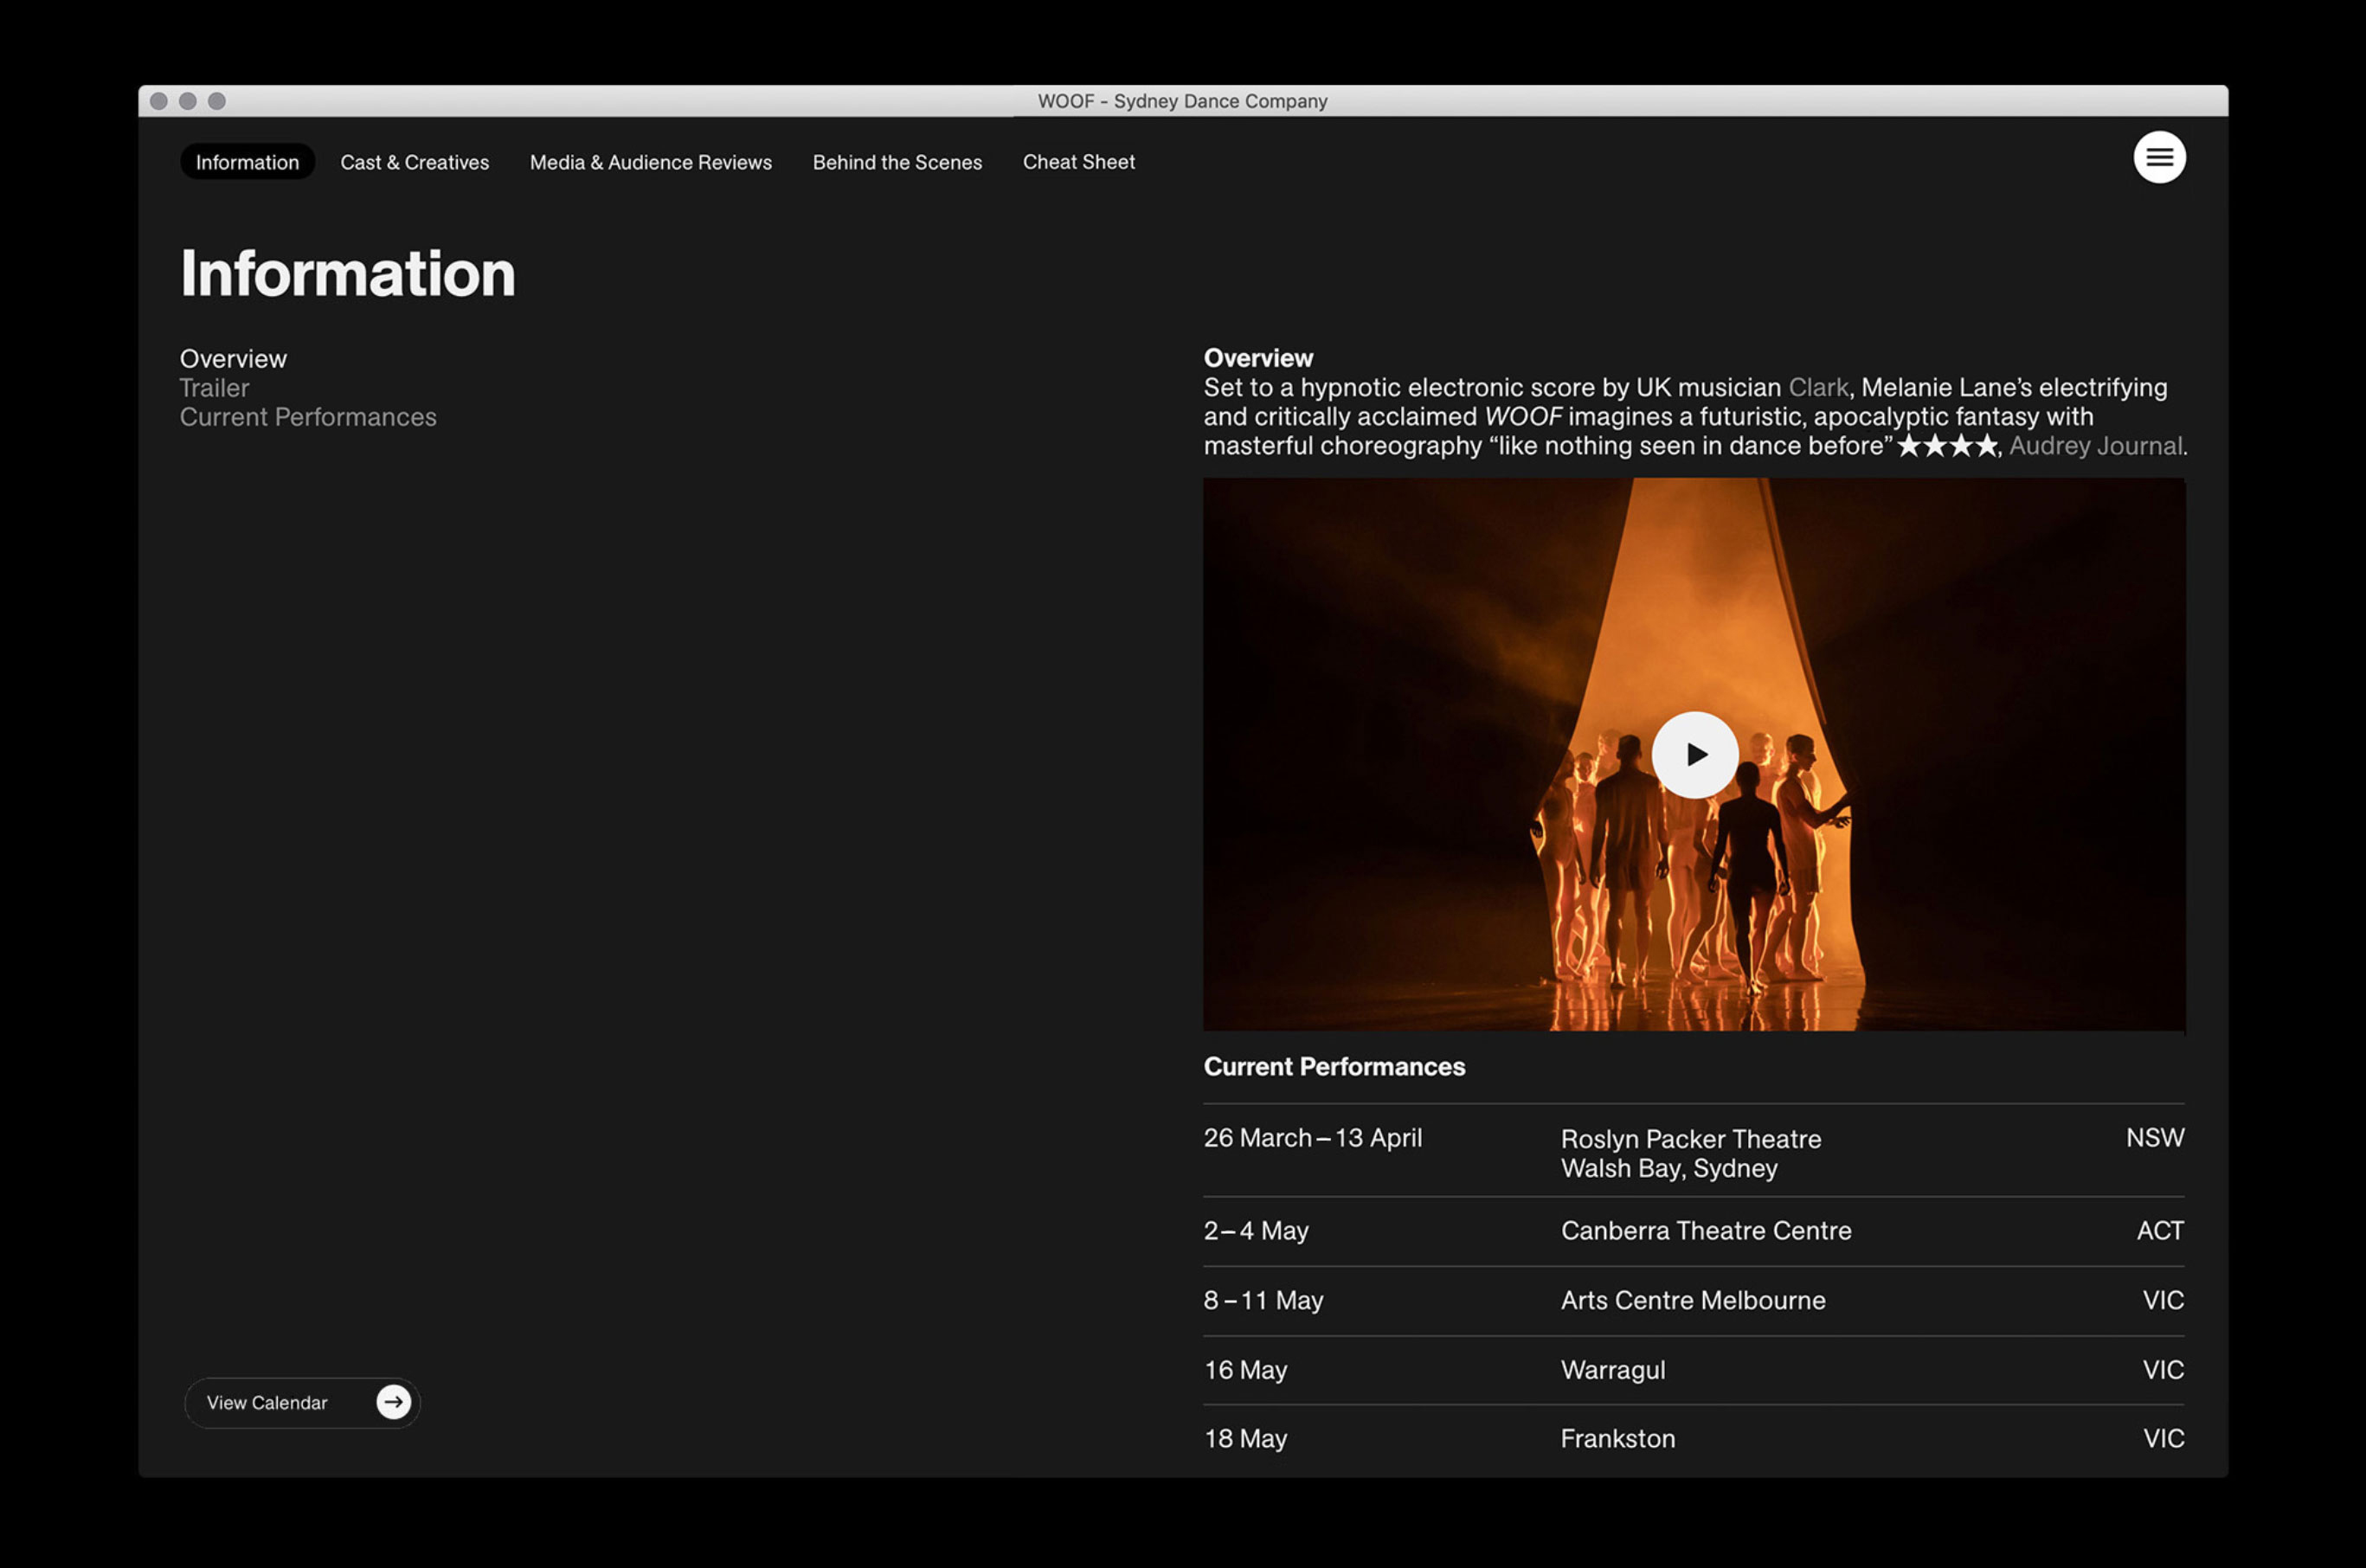 WOOF - Sydney Dance Company
Information
Cast & Creatives
Media & Audience Reviews
Behind the Scenes
Cheat Sheet
Information
Overview
Trailer
Current Performances
View Calendar
Overview
Set to a hypnotic electronic score by UK musician Clark, Melanie Lane’s electrifying
and critically acclaimed WOOF imagines a futuristic, apocalyptic fantasy with
masterful choreography “like nothing seen in dance before” ★★★★, Audrey Journal.
Current Performances
26 March – 13 April Roslyn Packer Theatre NSW
Walsh Bay, Sydney
2 – 4 May Canberra Theatre Centre ACT
8 – 11 May Arts Centre Melbourne VIC
16 May Warragul VIC
18 May Frankston VIC